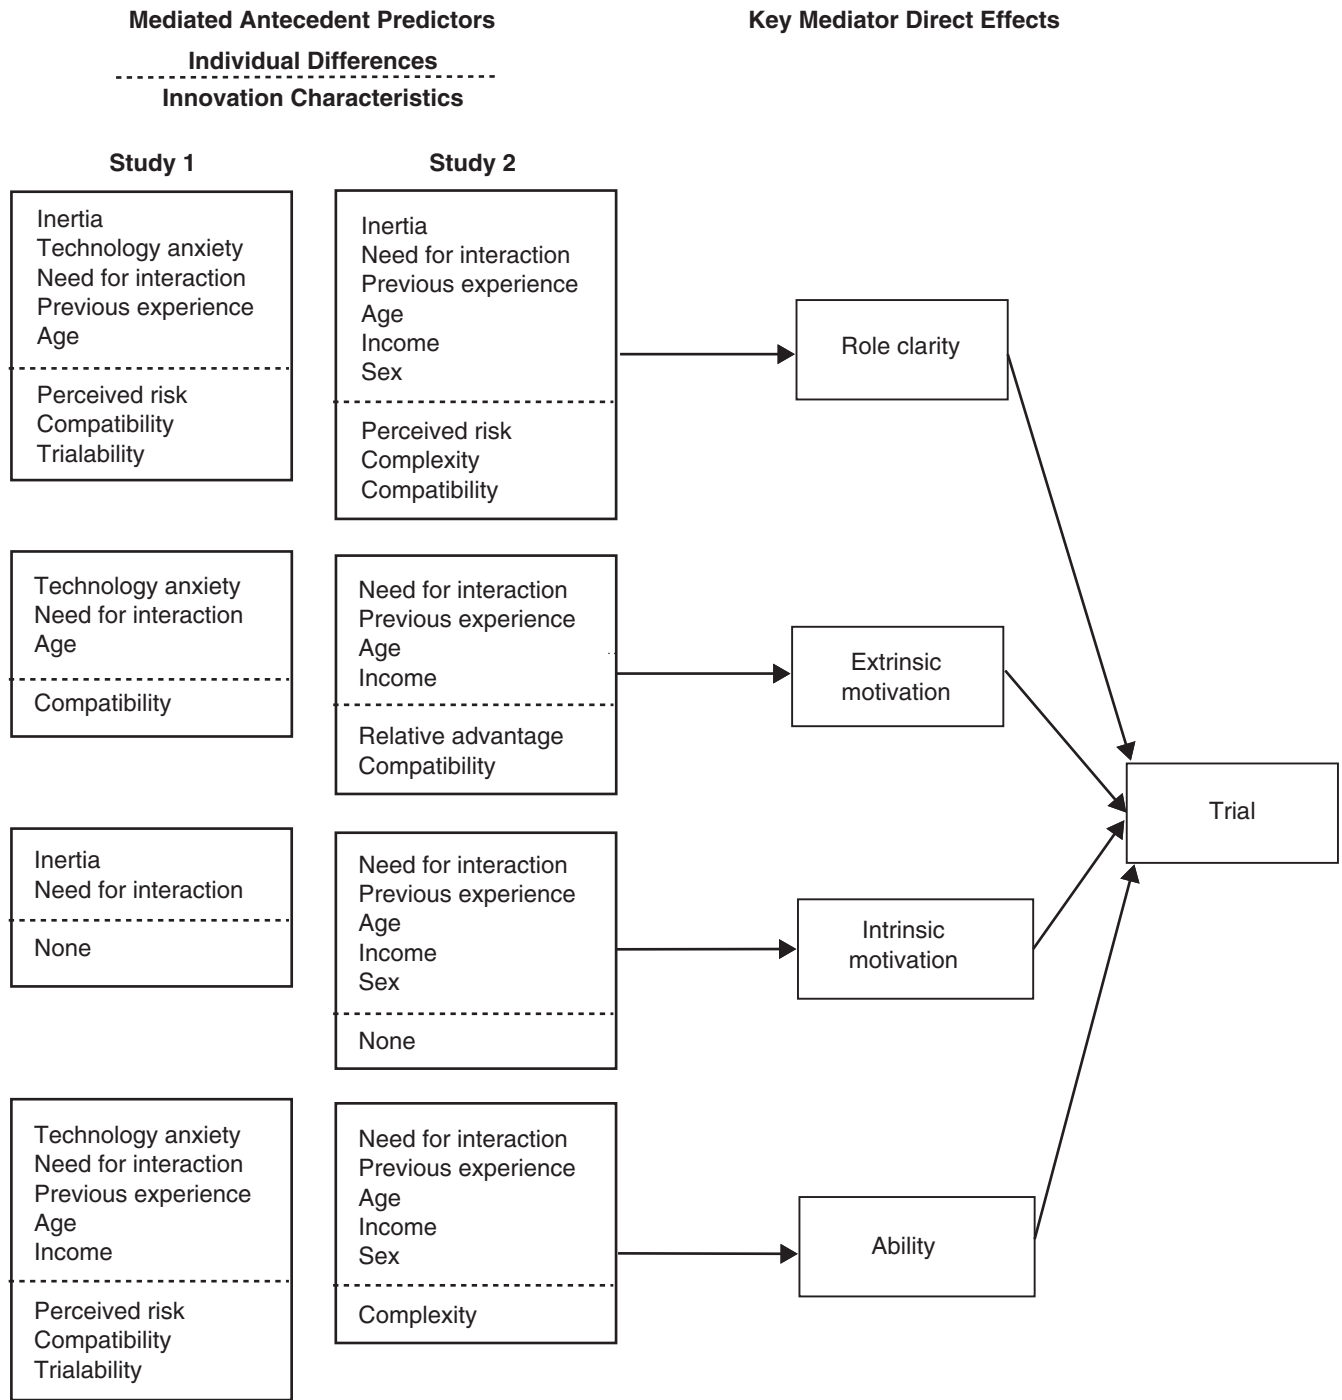 Mediated Antecedent Predictors
Key Mediator Direct Effects
Individual Differences
Innovation Characteristics
Study 1
Study 2
Inertia
Technology anxiety
Need for interaction
Previous experience
Age
Perceived risk
Compatibility
Trialability
Inertia
Need for interaction
Previous experience
Age
Income
Sex
Perceived risk
Complexity
Compatibility
Role clarity
Technology anxiety
Need for interaction
Age
Compatibility
Need for interaction
Previous experience
Age
Income
Relative advantage
Compatibility
Extrinsic
motivation
Trial
Inertia
Need for interaction
None
Need for interaction
Previous experience
Age
Income
Sex
None
Intrinsic
motivation
Technology anxiety
Need for interaction
Previous experience
Age
Income
Perceived risk
Compatibility
Trialability
Need for interaction
Previous experience
Age
Income
Sex
Complexity
Ability